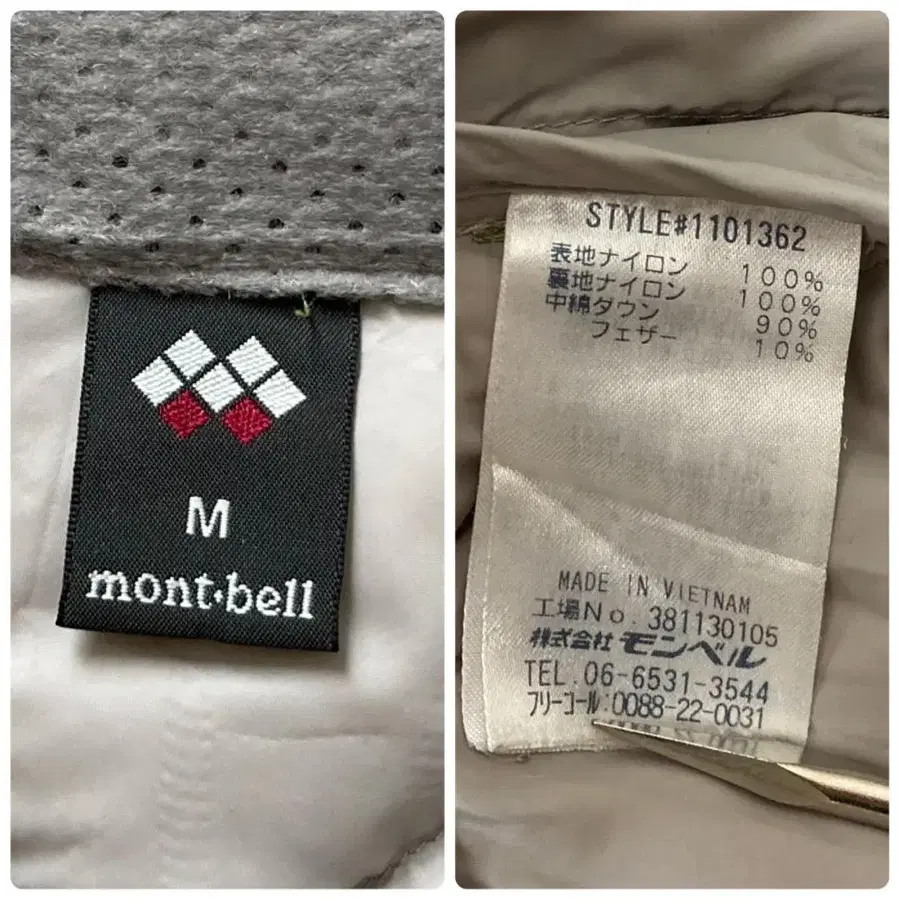 M
mont·bell
STYLE#1101362
表地ナイロン 100%
裏地ナイロン 100%
中綿ダウン 90%
フェザー 10%
MADE IN VIETNAM
工場No. 381130105
株式会社 モンベル
TEL.06-6531-3544
フリーコール:0088-22-0031